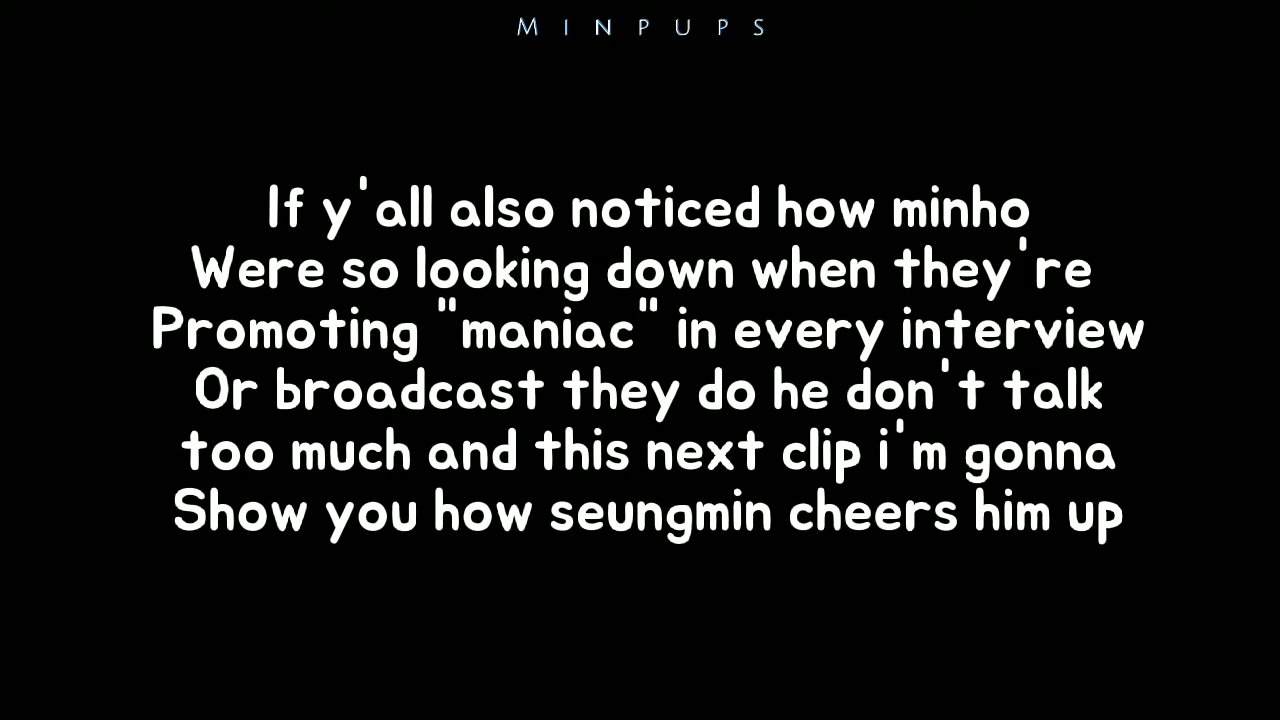 MINPUPS
If y'all also noticed how minho
Were so looking down when they're
Promoting "maniac" in every interview
Or broadcast they do he don't talk
too much and this next clip i'm gonna
Show you how seungmin cheers him up